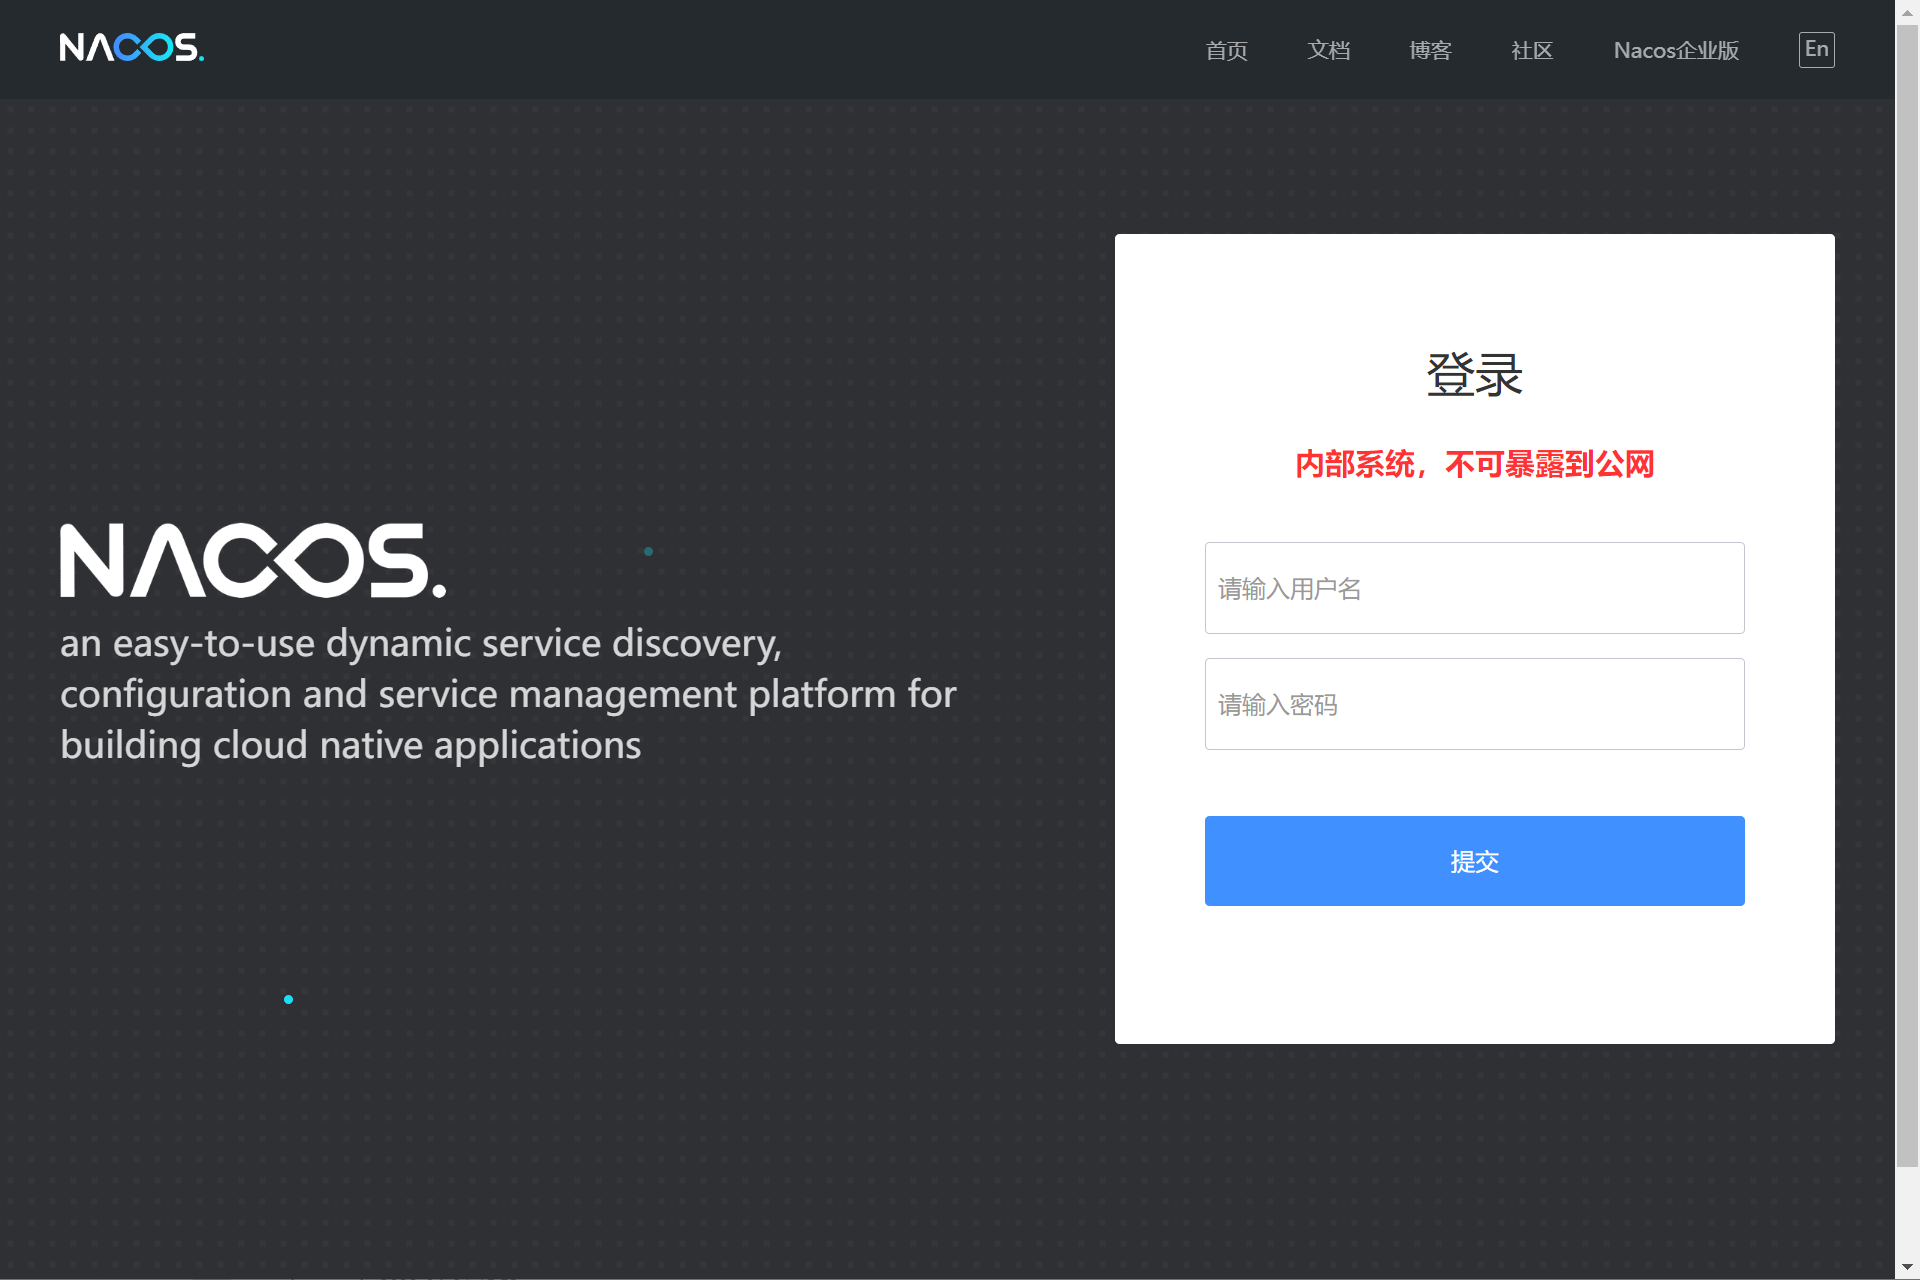 NACOS.
首页
文档
博客
社区
Nacos企业版
En
NACOS.
an easy-to-use dynamic service discovery,
configuration and service management platform for
building cloud native applications
登录
内部系统，不可暴露到公网
请输入用户名
请输入密码
提交